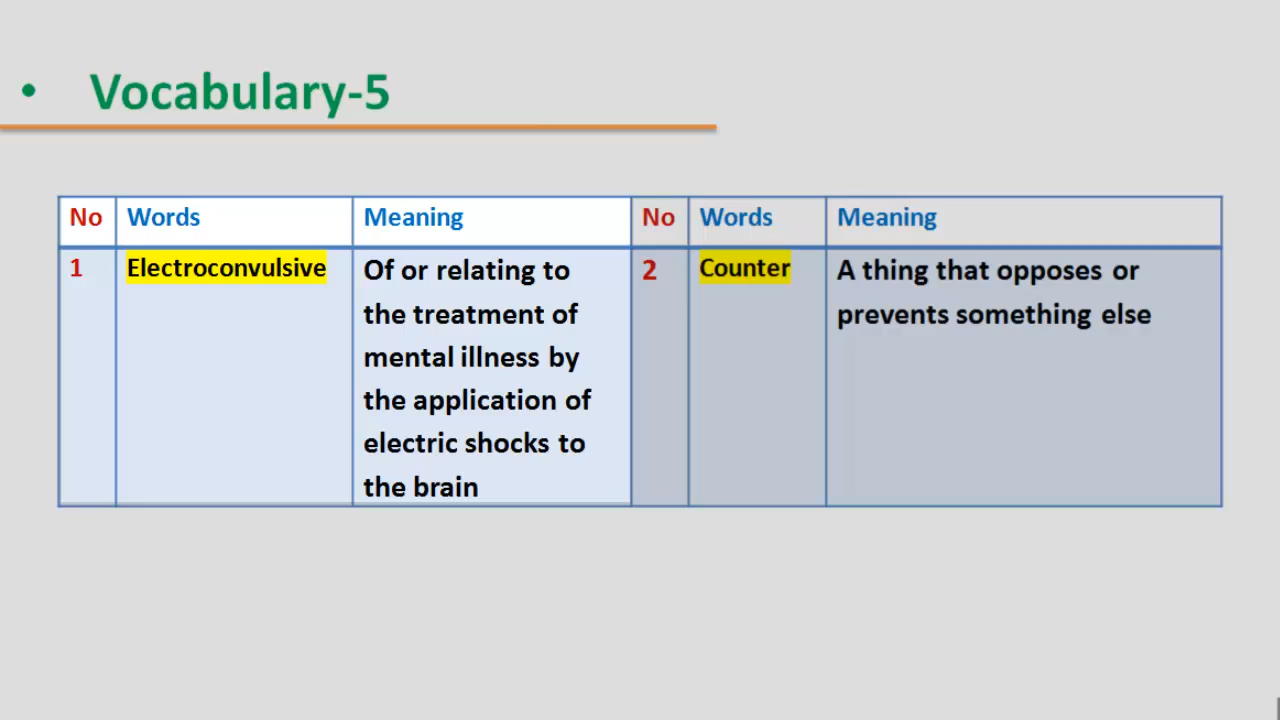 • Vocabulary-5
No Words Meaning No Words Meaning
1 Electroconvulsive Of or relating to 2 Counter A thing that opposes or
the treatment of prevents something else
mental illness by
the application of
electric shocks to
the brain